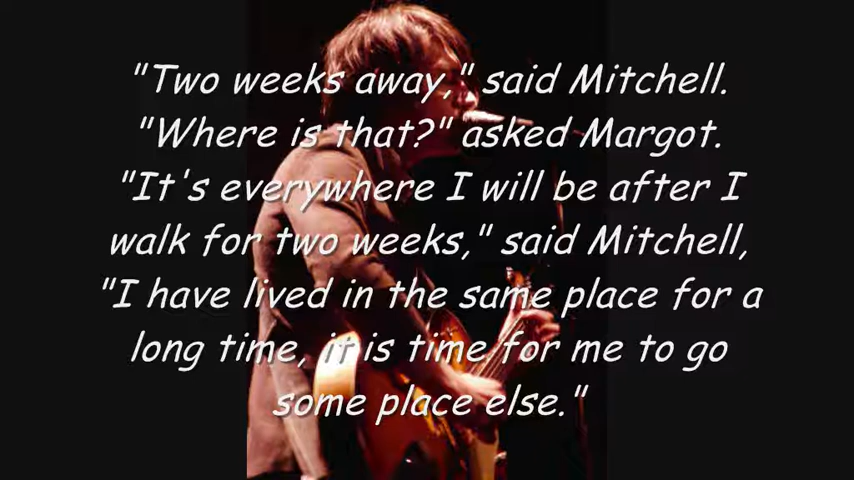 "Two weeks away," said Mitchell.
"Where is that?" asked Margot.
"It's everywhere I will be after I
walk for two weeks," said Mitchell,
"I have lived in the same place for a
long time, it is time for me to go
some place else."